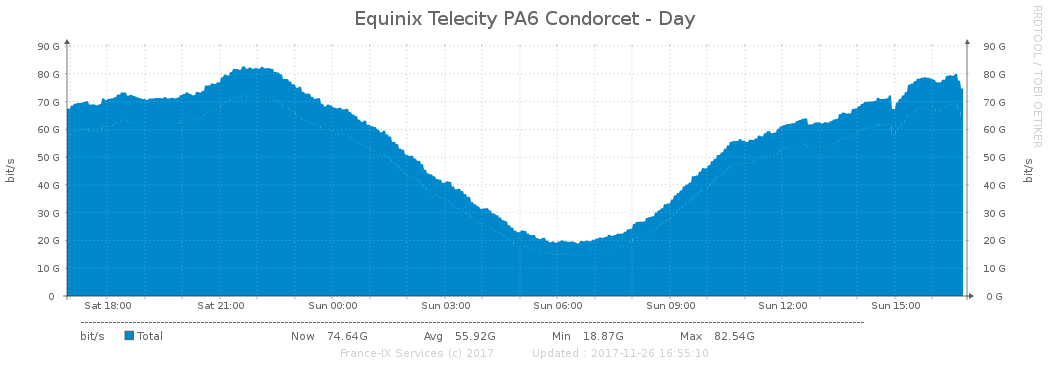 Equinix Telecity PA6 Condorcet - Day
RRDTOOL / TOBI OETIKER
90 G 90 G
80 G 80 G
70 G 70 G
60 G 60 G
50 G 50 G
40 G 40 G
30 G 30 G
20 G 20 G
10 G 10 G
0 0 G
bit/s bit/s
Sat 18:00 Sat 21:00 Sun 00:00 Sun 03:00 Sun 06:00 Sun 09:00 Sun 12:00 Sun 15:00
bit/s Total Now 74.64G Avg 55.92G Min 18.87G Max 82.54G
France-IX Services (c) 2017 Updated : 2017-11-26 16:55:10